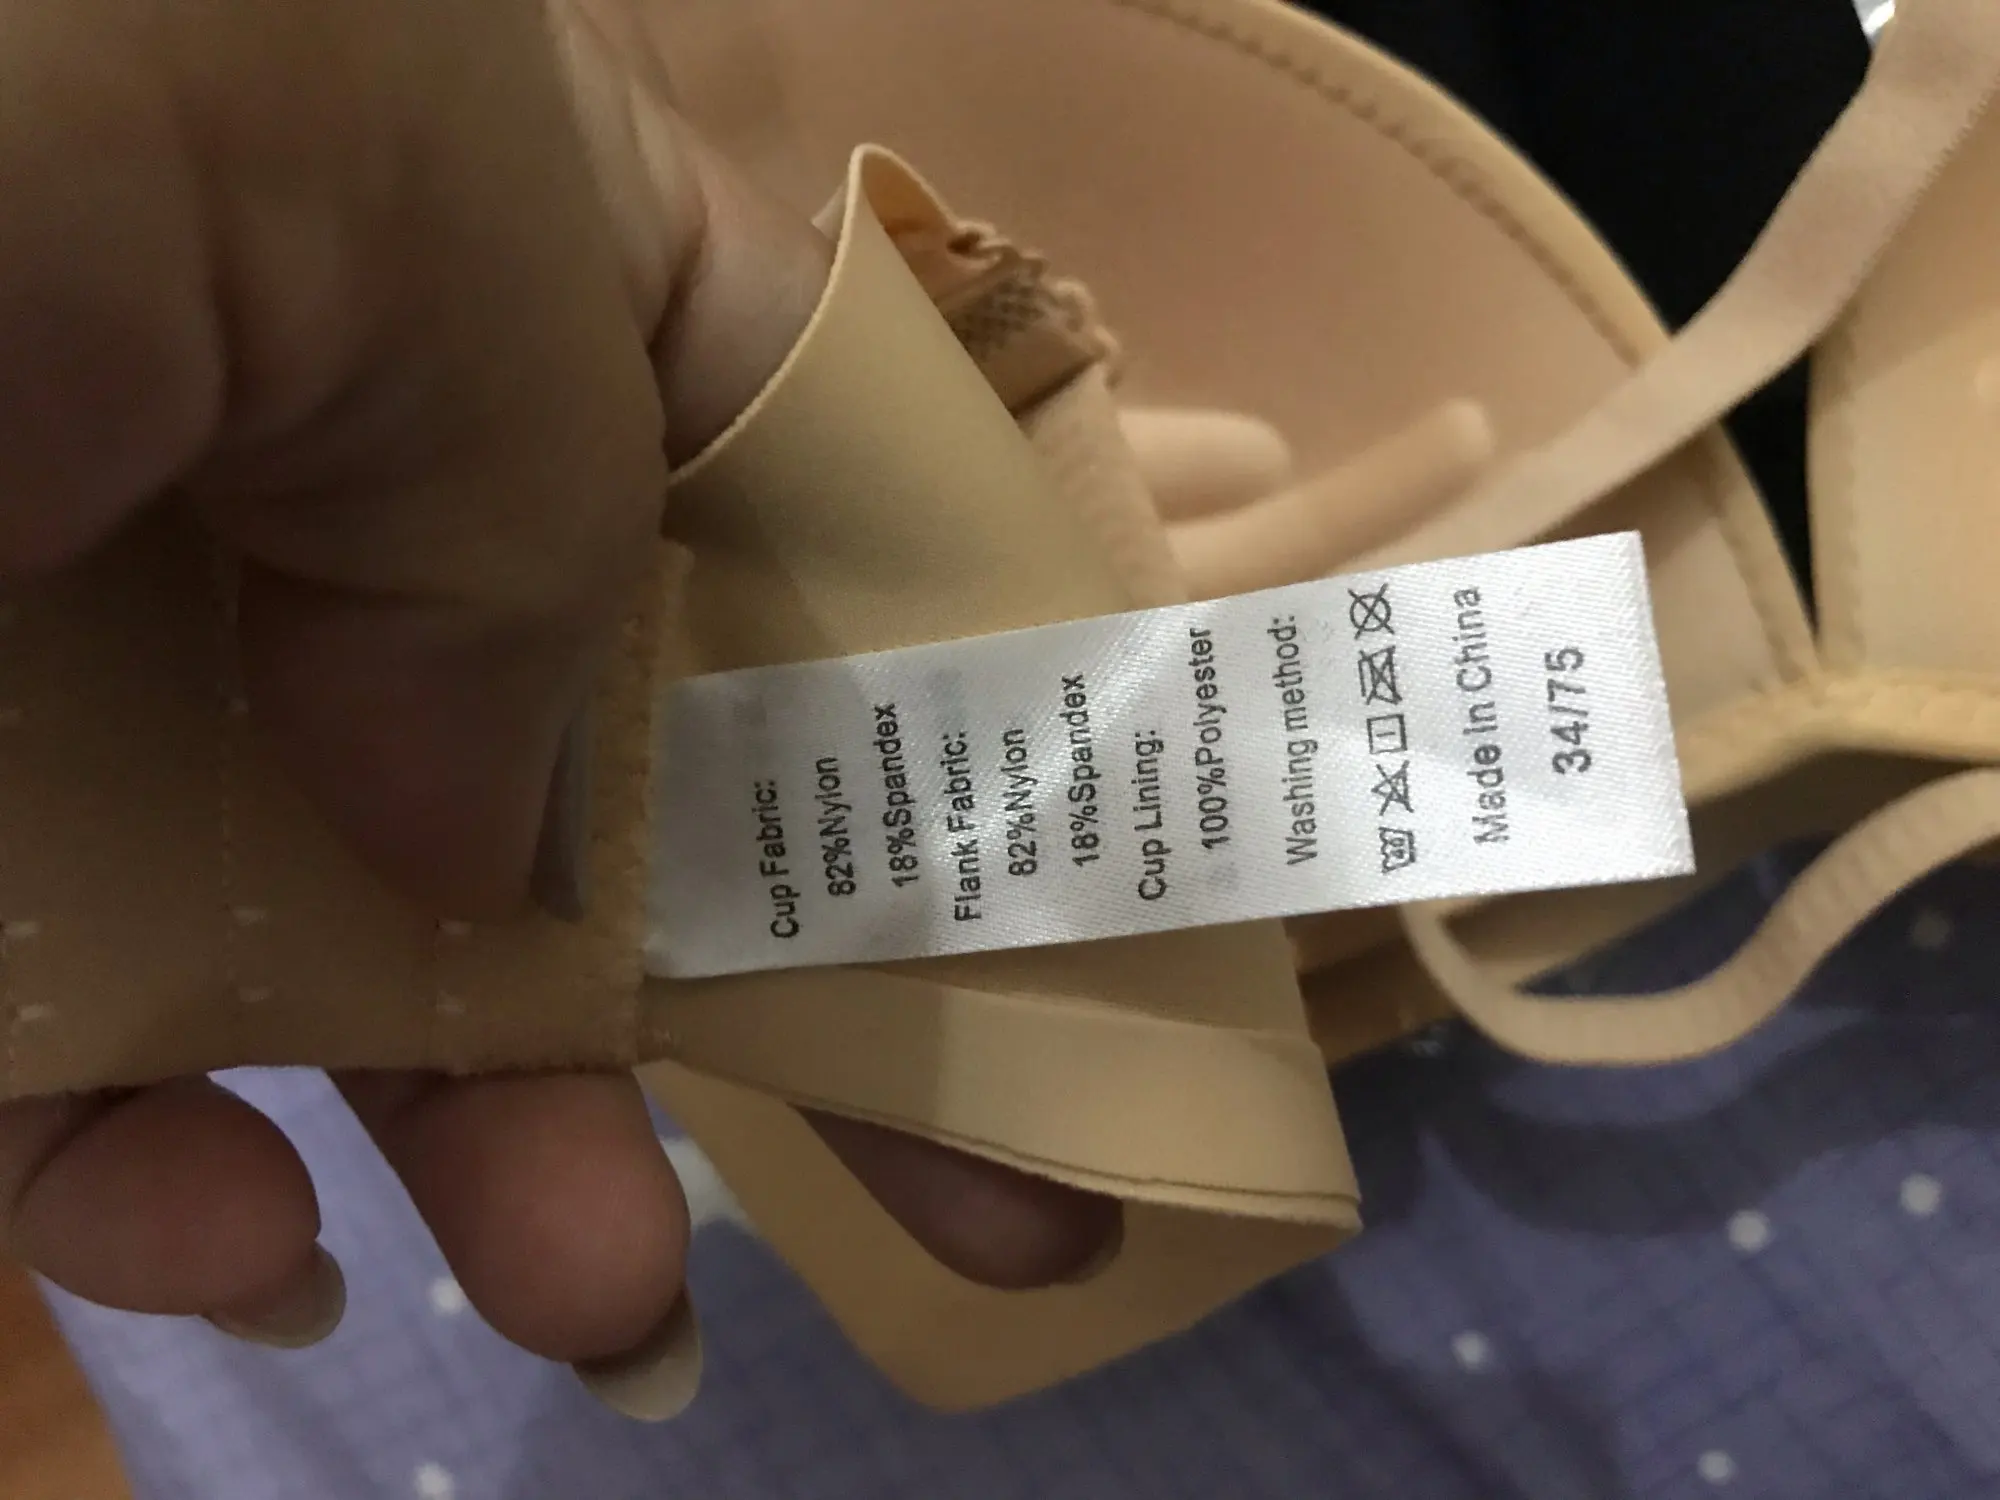 Cup Fabric:
82%Nylon
18%Spandex
Flank Fabric:
82%Nylon
18%Spandex
Cup Lining:
100%Polyester
Washing method:
40
Made In China
34/75